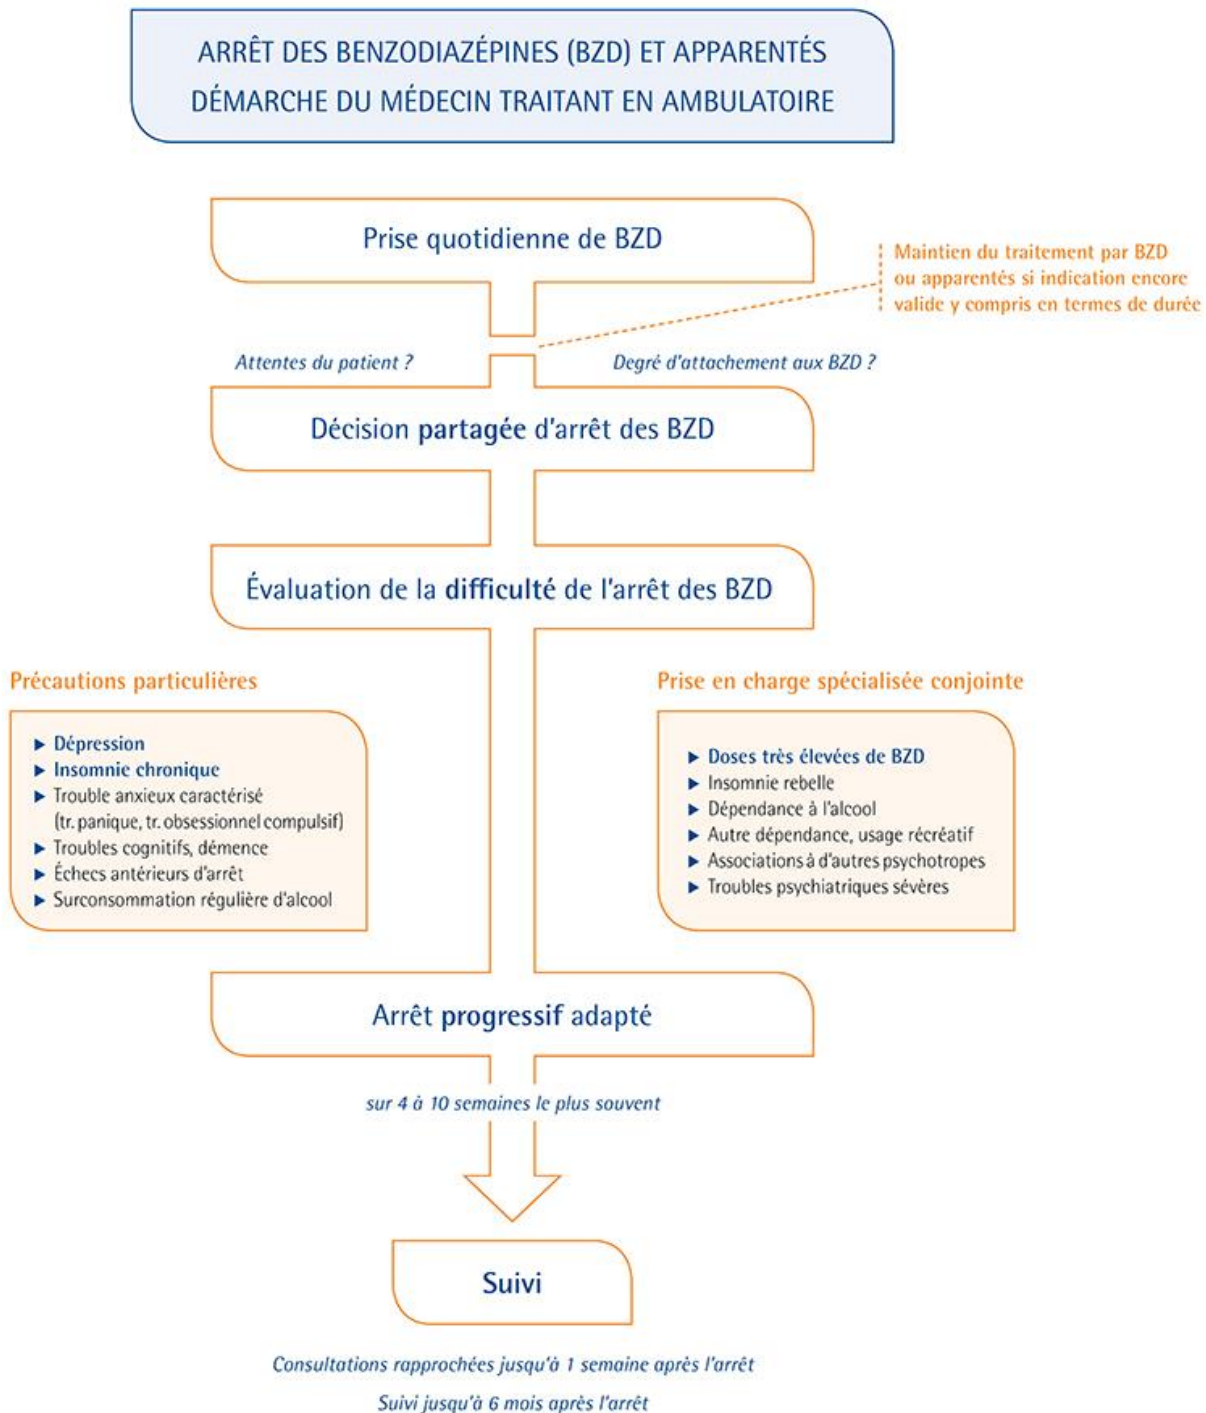 ARRÊT DES BENZODIAZÉPINES (BZD) ET APPARENTÉS
DÉMARCHE DU MÉDECIN TRAITANT EN AMBULATOIRE
Prise quotidienne de BZD
Maintien du traitement par BZD
ou apparentés si indication encore
valide y compris en termes de durée
Attentes du patient ?
Degré d'attachement aux BZD ?
Décision partagée d'arrêt des BZD
Évaluation de la difficulté de l'arrêt des BZD
Précautions particulières
▶ Dépression
▶ Insomnie chronique
▶ Trouble anxieux caractérisé
(tr. panique, tr. obsessionnel compulsif)
▶ Troubles cognitifs, démence
▶ Échecs antérieurs d'arrêt
▶ Surconsommation régulière d'alcool
Prise en charge spécialisée conjointe
▶ Doses très élevées de BZD
▶ Insomnie rebelle
▶ Dépendance à l'alcool
▶ Autre dépendance, usage récréatif
▶ Associations à d'autres psychotropes
▶ Troubles psychiatriques sévères
Arrêt progressif adapté
sur 4 à 10 semaines le plus souvent
Suivi
Consultations rapprochées jusqu'à 1 semaine après l'arrêt
Suivi jusqu'à 6 mois après l'arrêt